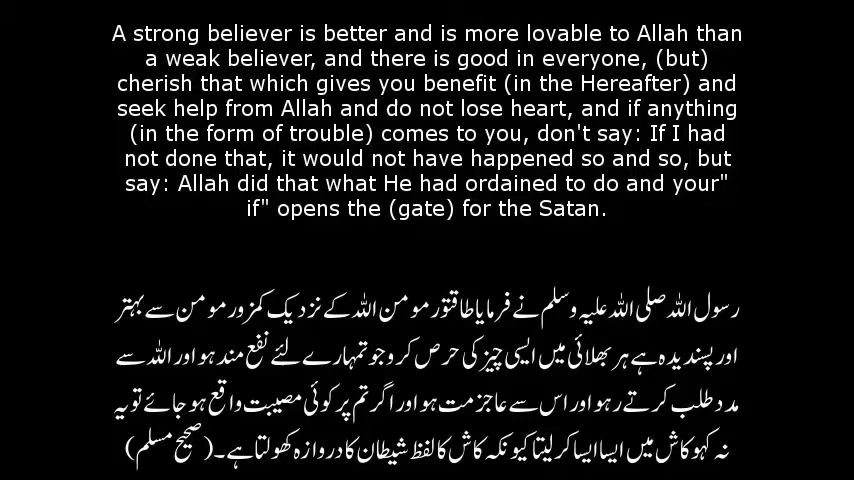 A strong believer is better and is more lovable to Allah than
a weak believer, and there is good in everyone, (but)
cherish that which gives you benefit (in the Hereafter) and
seek help from Allah and do not lose heart, and if anything
(in the form of trouble) comes to you, don't say: If I had
not done that, it would not have happened so and so, but
say: Allah did that what He had ordained to do and your"
if" opens the (gate) for the Satan.
رسول اللہ صلی اللہ علیہ وسلم نے فرمایا طاقتور مومن اللہ کے نزدیک کمزور مومن سے بہتر
اور پسندیدہ ہے ہر بھلائی میں ایسی چیز کی حرص کرو جو تمہارے لئے نفع مند ہو اور اللہ سے
مدد طلب کرتے رہو اور اس سے عاجز مت ہو اور اگر تم پر کوئی مصیبت واقع ہو جائے تو یہ
نہ کہو کاش میں ایسا ایسا کر لیتا کیونکہ کاش کا لفظ شیطان کا دروازہ کھولتا ہے۔(صحیح مسلم)